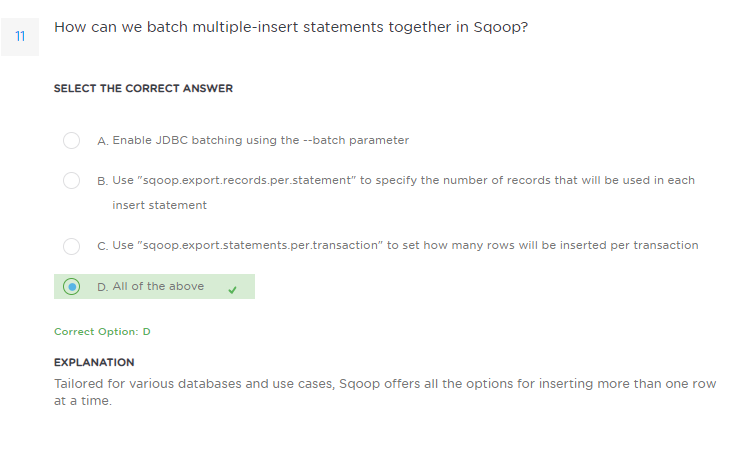 How can we batch multiple-insert statements together in Sqoop?
11
SELECT THE CORRECT ANSWER
A. Enable JDBC batching using the --batch parameter
B. Use "sqoop.export.records.per.statement" to specify the number of records that will be used in each
insert statement
C. Use "sqoop.export.statements.per.transaction" to set how many rows will be inserted per transaction
D. All of the above
Correct Option: D
EXPLANATION
Tailored for various databases and use cases, Sqoop offers all the options for inserting more than one row
at a time.